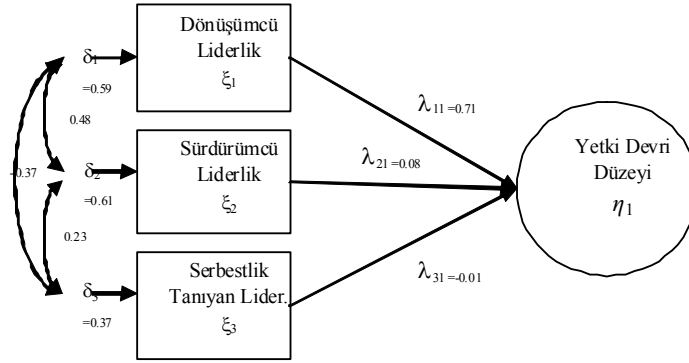 Dönüşümcü
Liderlik
ξ1
δ1
=0.59
0.48
λ11=0.71
-0.37
Sürdürümcü
Liderlik
ξ2
δ2
=0.61
λ21=0.08
Yetki Devri
Düzeyi
η1
0.23
Serbestlik
Tanıyan Lider.
ξ3
δ3
=0.37
λ31=-0.01